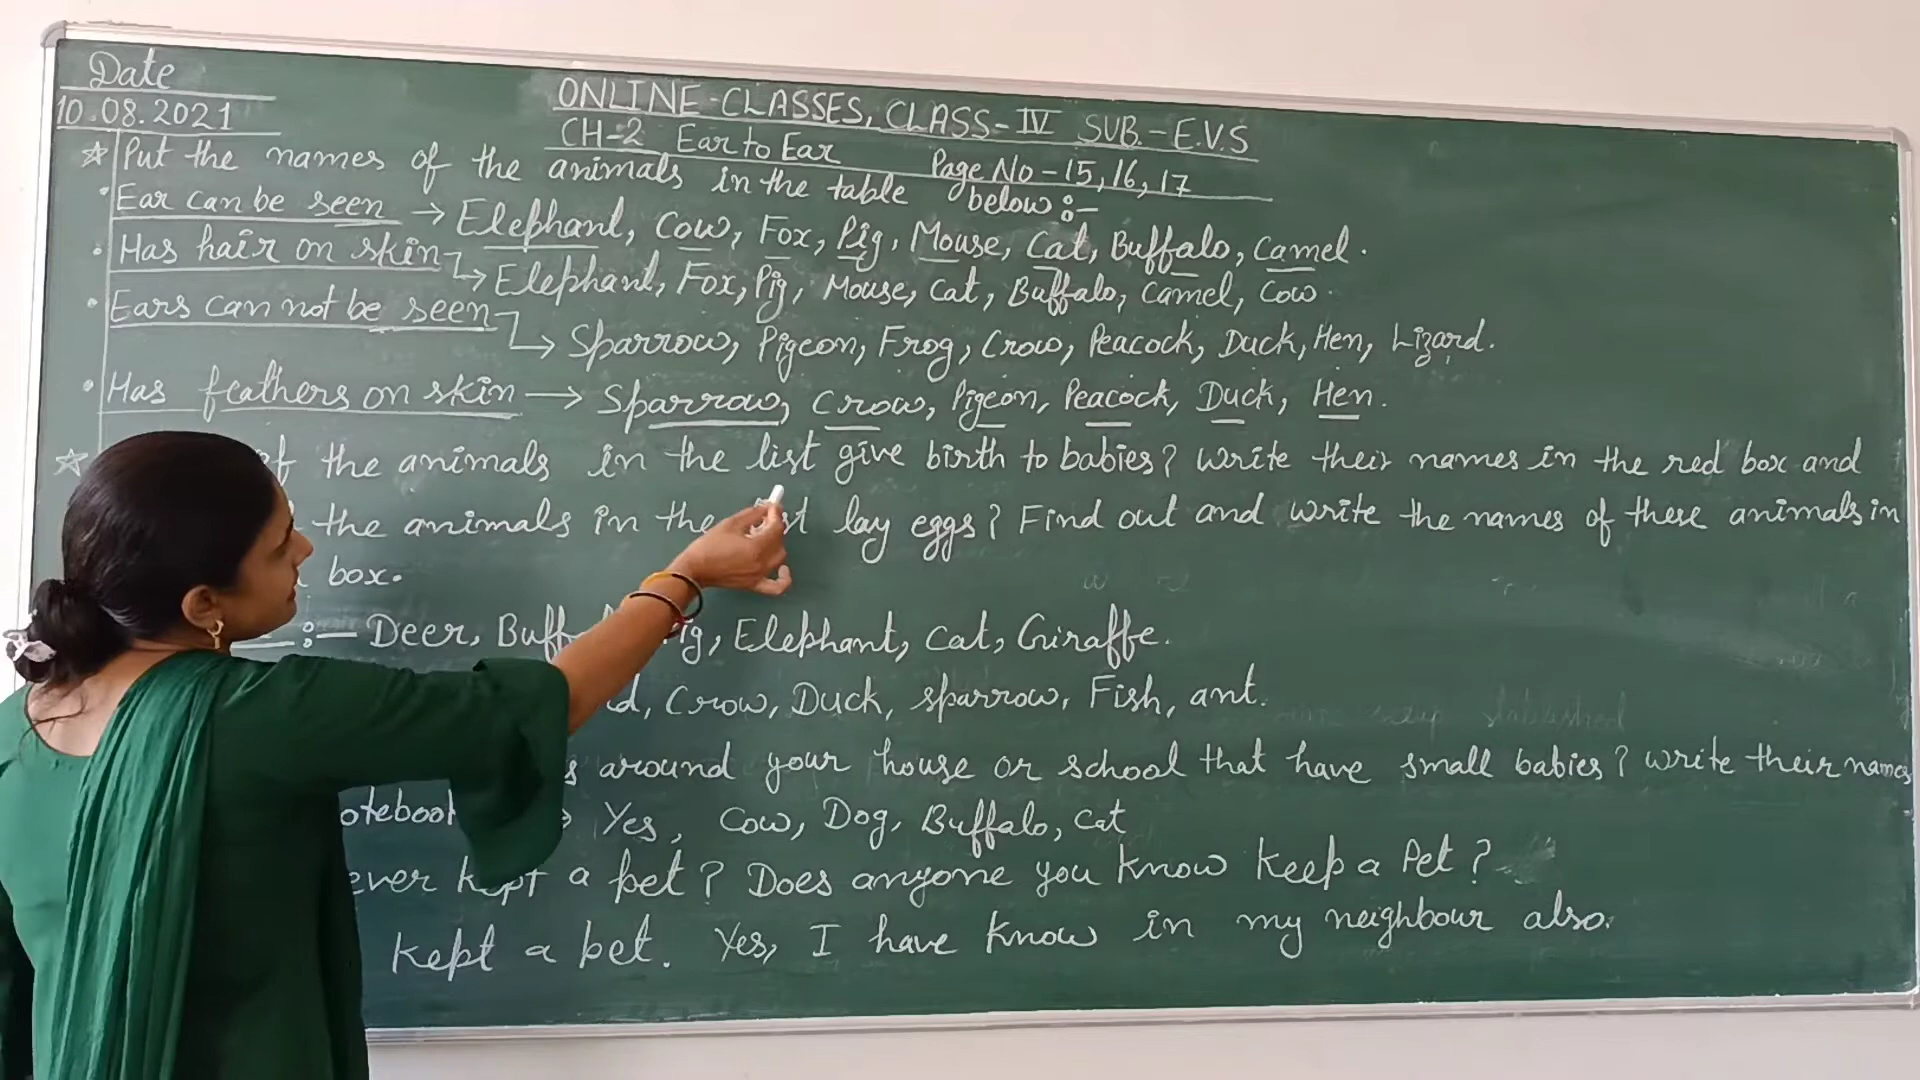 Date
10.08.2021
ONLINE-CLASSES, CLASS-IV SUB.-E.V.S
CH-2 Ear to Ear Page No-15, 16, 17
Put the names of the animals in the table below:-
Ear can be seen → Elephant, Cow, Fox, Pig, Mouse, Cat, Buffalo, Camel.
Has hair on skin → Elephant, Fox, Pig, Mouse, Cat, Buffalo, Camel, Cow.
Ears can not be seen → Sparrow, Pigeon, Frog, Crow, Peacock, Duck, Hen, Lizard.
Has feathers on skin → Sparrow, Crow, Pigeon, Peacock, Duck, Hen.
the animals in the list give birth to babies? Write their names in the red box and
the animals in the lay eggs? Find out and write the names of these animals in
box.
:- Deer, Pig, Elephant, Cat, Giraffe.
Crow, Duck, Sparrow, Fish, ant.
around your house or school that have small babies? Write their names
→ Yes, Cow, Dog, Buffalo, Cat
ever kept a pet? Does anyone you know keep a Pet?
kept a pet. Yes, I have know in my neighbour also.